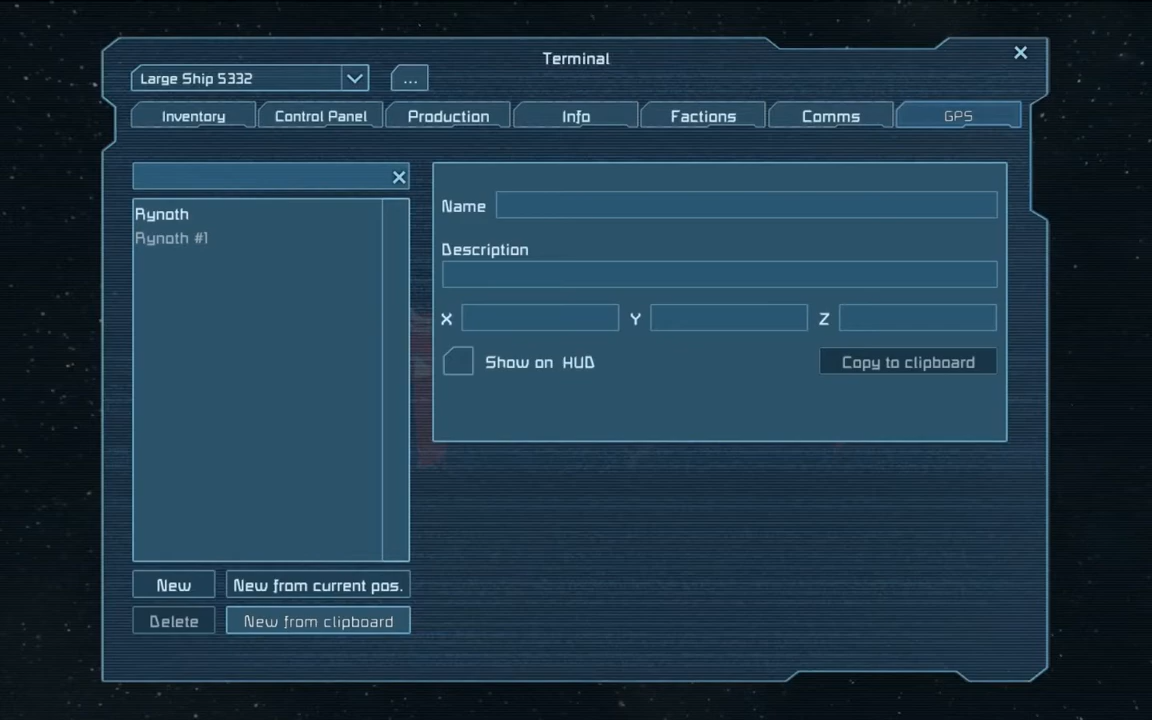 Terminal
Large Ship 5332
...
Inventory
Control Panel
Production
Info
Factions
Comms
GPS
Rynoth
Rynoth #1
Name
Description
X
Y
Z
Show on HUD
Copy to clipboard
New
New from current pos.
Delete
New from clipboard